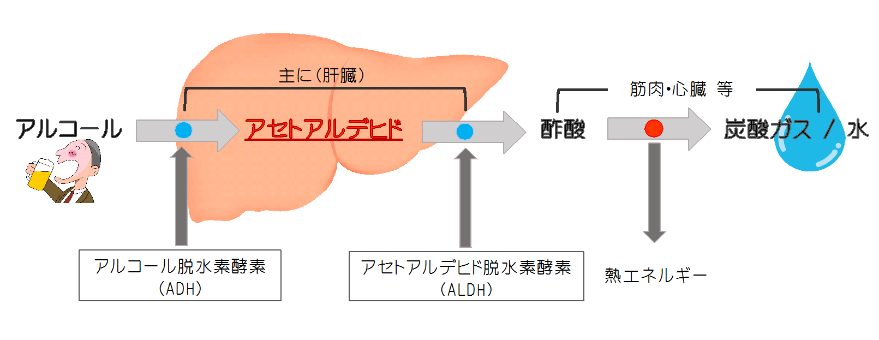 主に（肝臓）
筋肉・心臓 等
アルコール
アセトアルデヒド
酢酸
炭酸ガス / 水
アルコール脱水素酵素
（ADH）
アセトアルデヒド脱水素酵素
（ALDH）
熱エネルギー